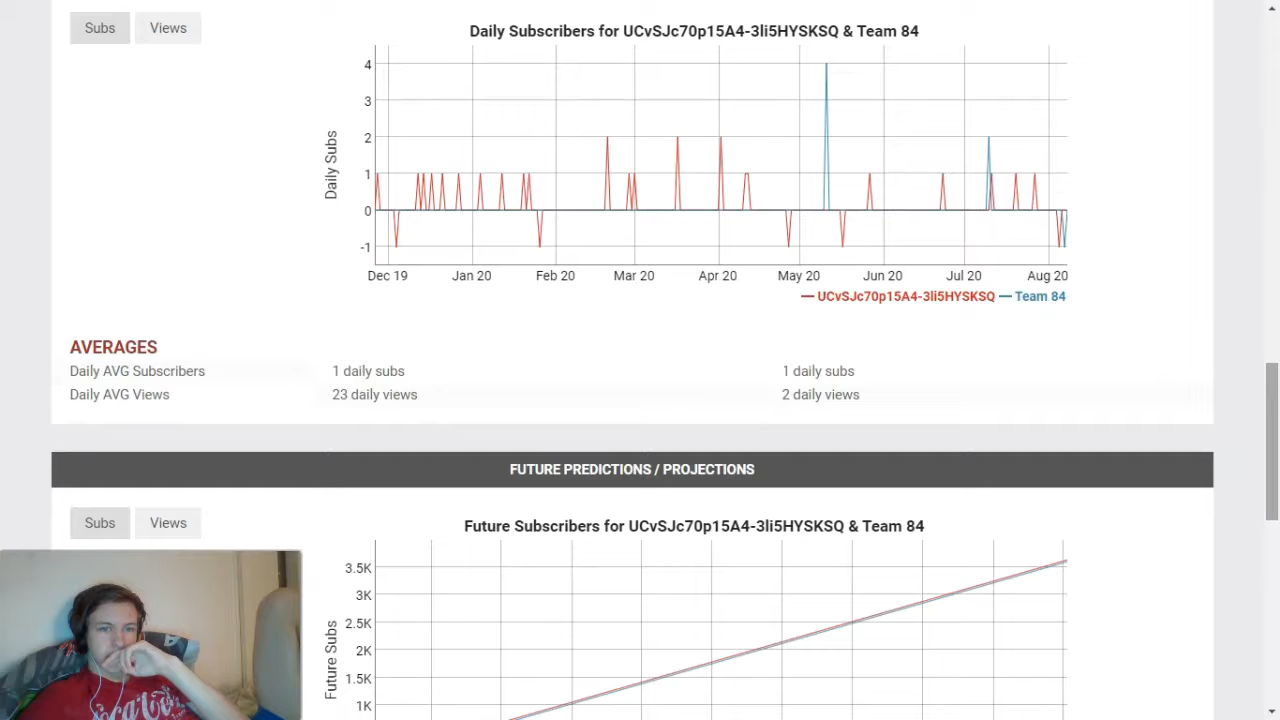 Subs Views
Daily Subscribers for UCvSJc70p15A4-3li5HYSKSQ & Team 84
4
3
2
1
0
-1
Daily Subs
Dec 19 Jan 20 Feb 20 Mar 20 Apr 20 May 20 Jun 20 Jul 20 Aug 20
UCvSJc70p15A4-3li5HYSKSQ Team 84
AVERAGES
Daily AVG Subscribers 1 daily subs 1 daily subs
Daily AVG Views 23 daily views 2 daily views
FUTURE PREDICTIONS / PROJECTIONS
Subs Views
Future Subscribers for UCvSJc70p15A4-3li5HYSKSQ & Team 84
3.5K
3K
2.5K
2K
1.5K
1K
Future Subs